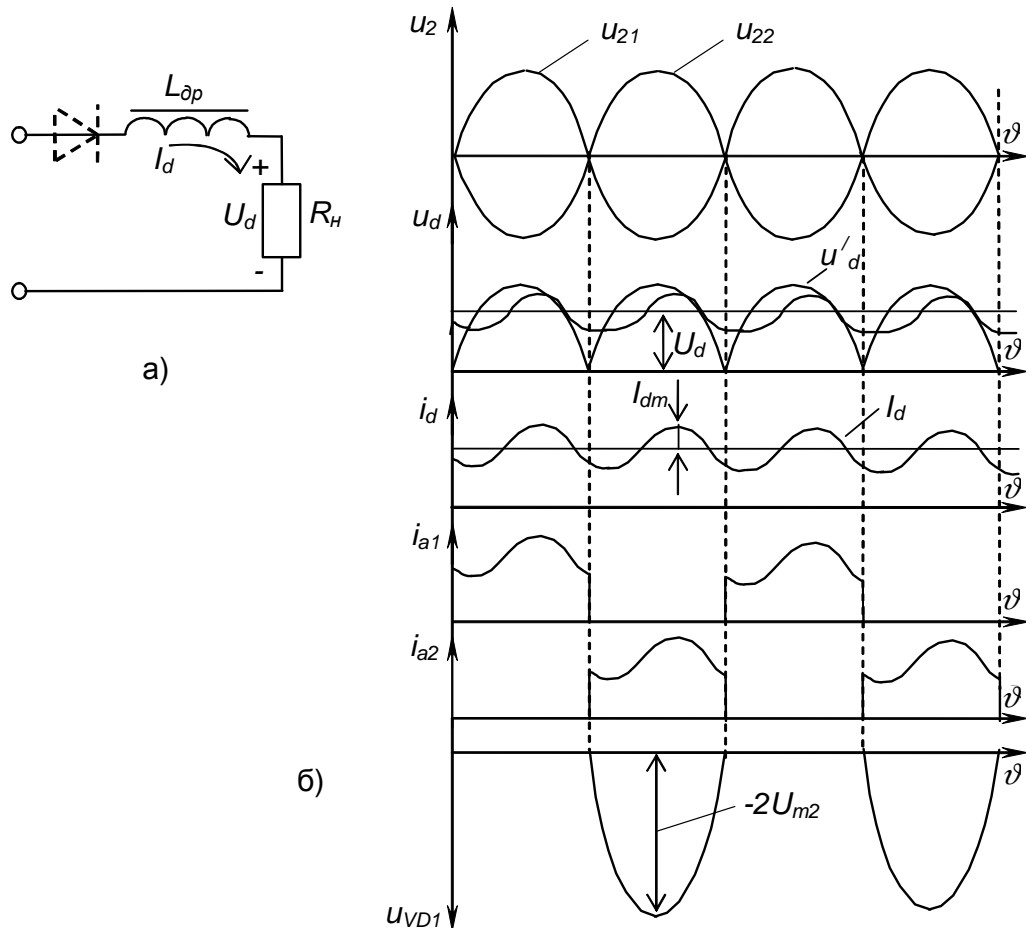 L_др
I_d
+
U_d
R_н
-
а)
u_2
u_21
u_22
ϑ
u_d
u′_d
U_d
ϑ
i_d
I_dm
I_d
ϑ
i_a1
ϑ
i_a2
ϑ
ϑ
б)
-2U_m2
u_VD1